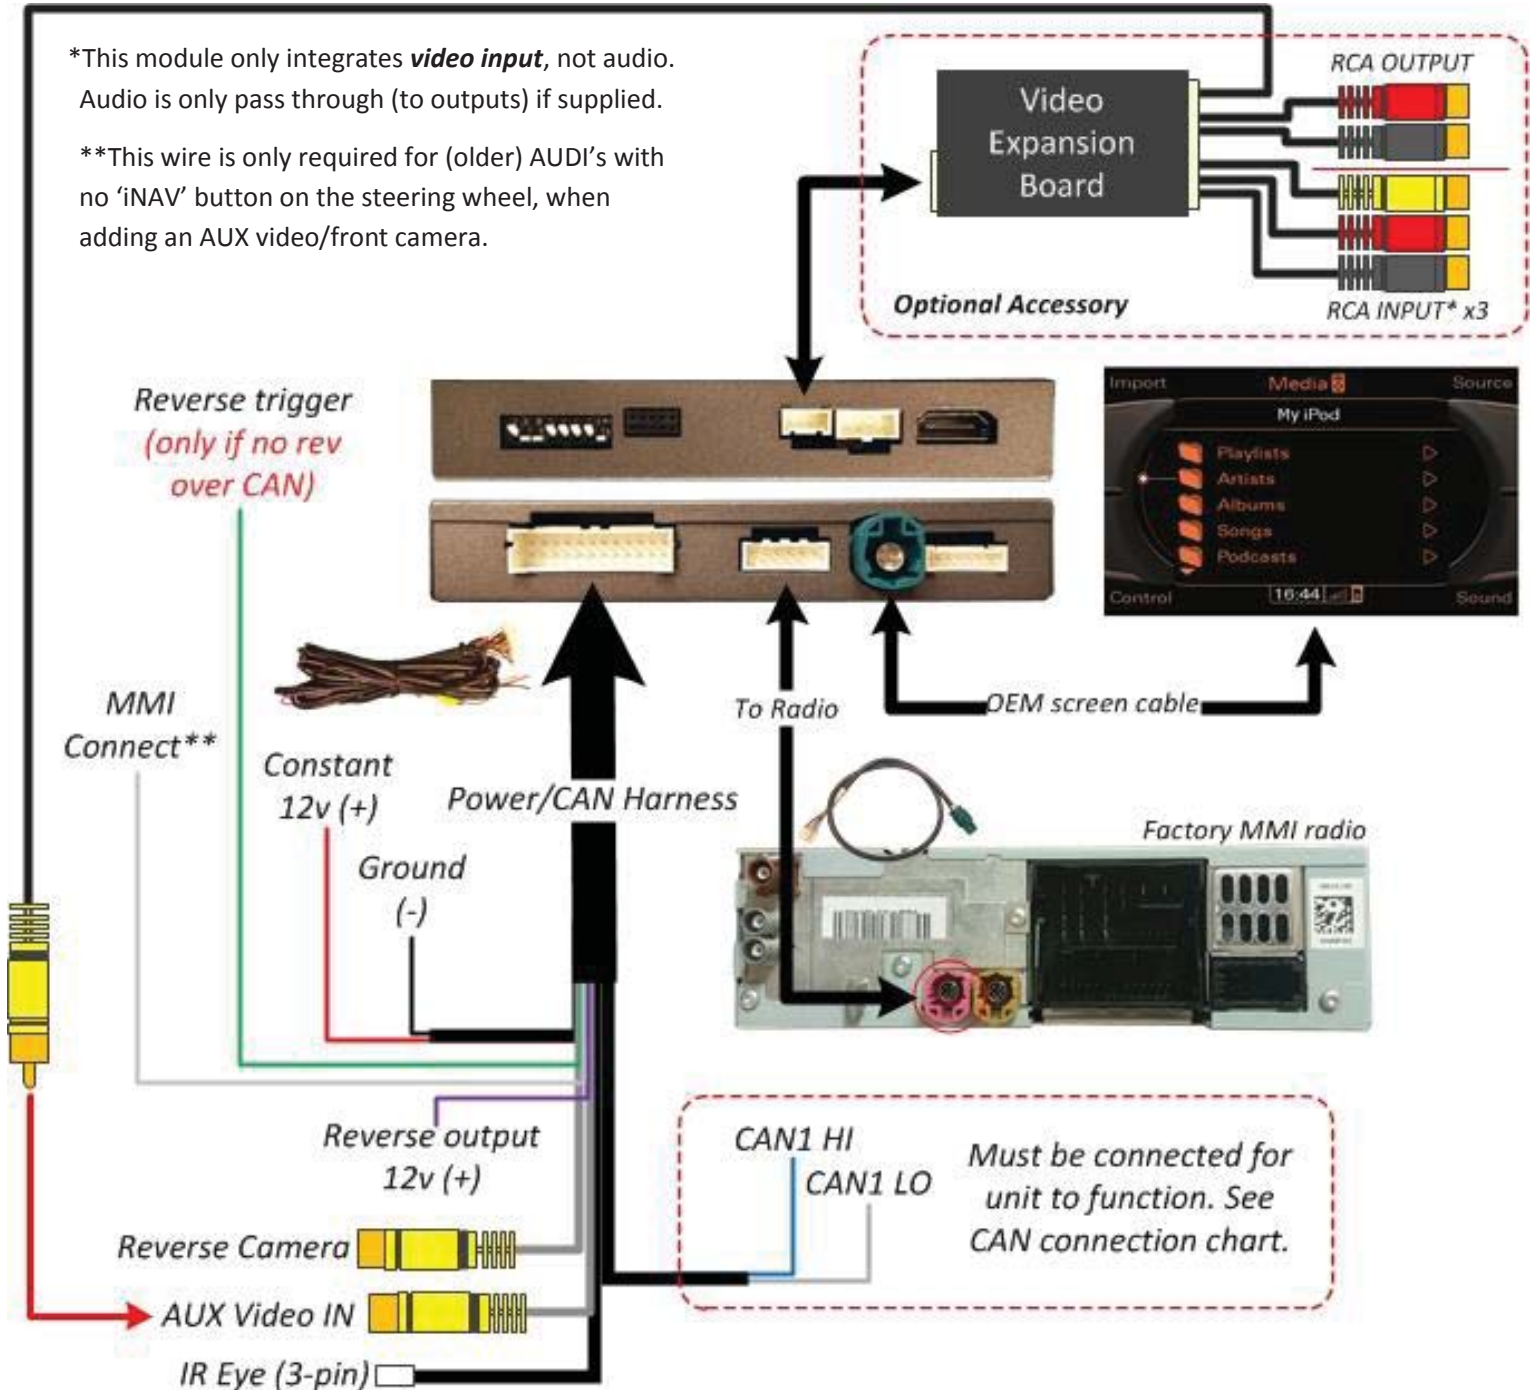 *This module only integrates video input, not audio.
Audio is only pass through (to outputs) if supplied.
**This wire is only required for (older) AUDI’s with
no ‘iNAV’ button on the steering wheel, when
adding an AUX video/front camera.
RCA OUTPUT
Video
Expansion
Board
Optional Accessory
RCA INPUT* x3
Reverse trigger
(only if no rev
over CAN)
Import
Media
Source
My iPod
Playlists
Artists
Albums
Songs
Podcasts
Control
16:44
Sound
MMI
Connect**
To Radio
OEM screen cable
Constant
12v (+)
Power/CAN Harness
Ground
(-)
Factory MMI radio
Reverse output
12v (+)
CAN1 HI
CAN1 LO
Must be connected for
unit to function. See
CAN connection chart.
Reverse Camera
AUX Video IN
IR Eye (3-pin)